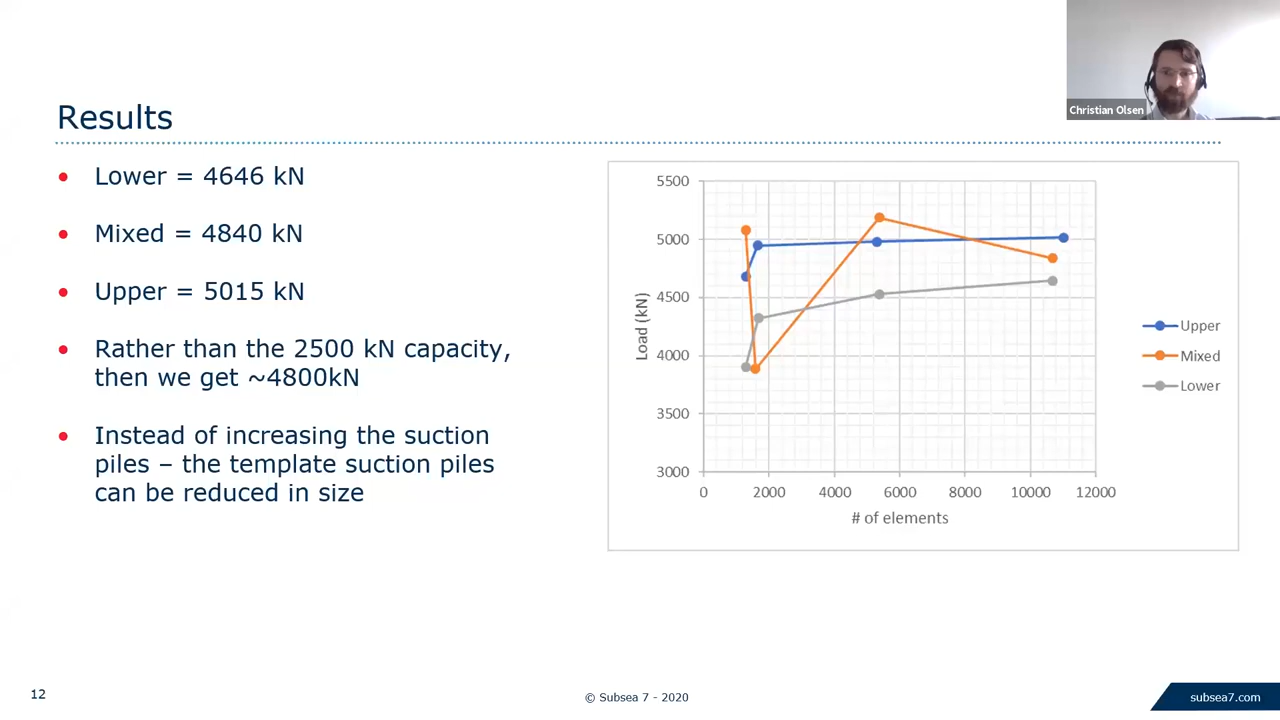 Christian Olsen
Results
• Lower = 4646 kN
• Mixed = 4840 kN
• Upper = 5015 kN
• Rather than the 2500 kN capacity,
then we get ~4800kN
• Instead of increasing the suction
piles – the template suction piles
can be reduced in size
5500
5000
4500
4000
3500
3000
Load (kN)
0 2000 4000 6000 8000 10000 12000
# of elements
Upper
Mixed
Lower
12
© Subsea 7 - 2020
subsea7.com